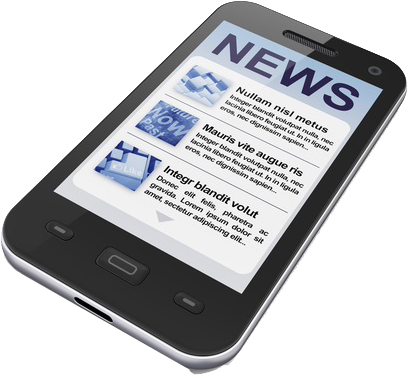 NEWS
Nullam nisl metus
Integer blandit volutpat nulla, nec
lacinia libero feugiat ut. In in ligula
eros, nec dignissim sapien...
Future
Now
Past
Mauris vite augue ris
Integer blandit volutpat nulla, nec
lacinia libero feugiat ut. In in ligula
eros, nec dignissim sapien...
Like
Integr blandit volut
Donec elit felis, pharetra ac
gravida. Lorem ipsum dolor sit
amet, sectetur adipiscing elit...